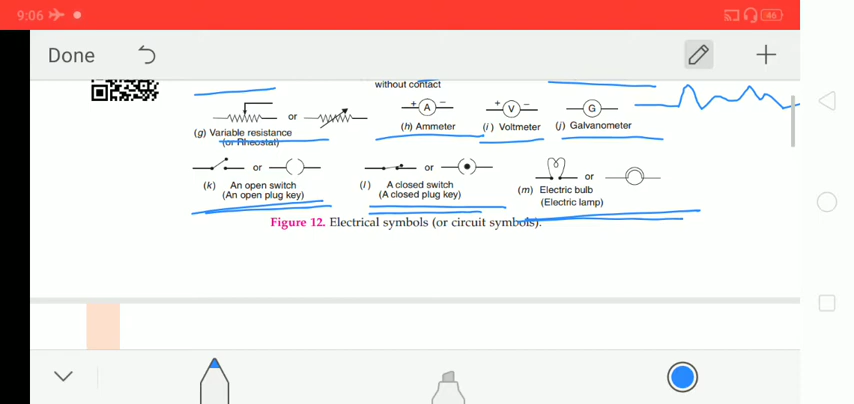 9:06
46
Done
without contact
or
+ A −
+ V −
G
(g) Variable resistance
(or Rheostat)
(h) Ammeter
(i) Voltmeter
(j) Galvanometer
or
or
or
(k) An open switch
(An open plug key)
(l) A closed switch
(A closed plug key)
(m) Electric bulb
(Electric lamp)
Figure 12. Electrical symbols (or circuit symbols).